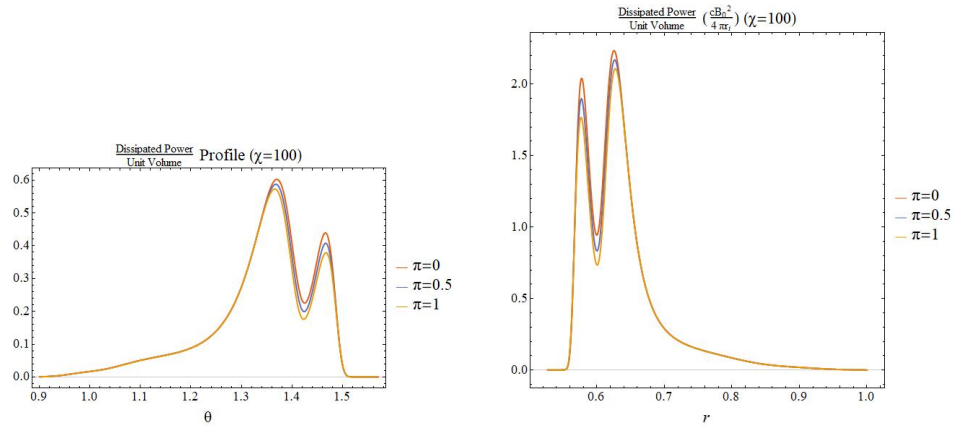 Dissipated Power
Unit Volume
Profile (χ=100)
0.6
0.5
0.4
0.3
0.2
0.1
0.0
0.9 1.0 1.1 1.2 1.3 1.4 1.5
θ
π=0
π=0.5
π=1
Dissipated Power
Unit Volume
(cB₀²
4 πr_l) (χ=100)
2.0
1.5
1.0
0.5
0.0
0.6 0.7 0.8 0.9 1.0
r
π=0
π=0.5
π=1